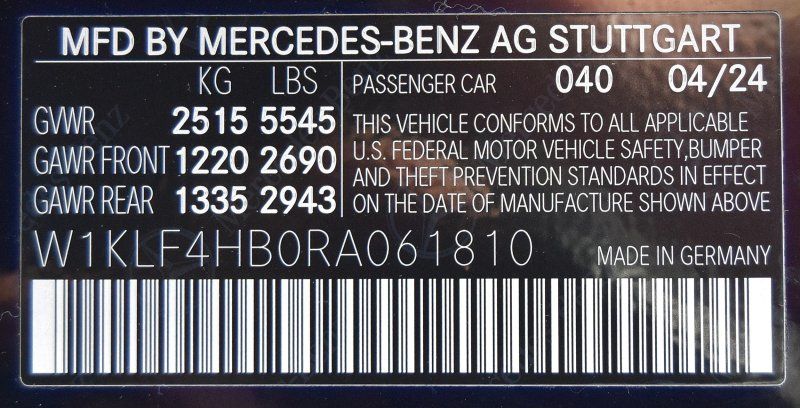 MFD BY MERCEDES-BENZ AG STUTTGART
KG LBS
GVWR 2515 5545
GAWR FRONT 1220 2690
GAWR REAR 1335 2943
PASSENGER CAR 040 04/24
THIS VEHICLE CONFORMS TO ALL APPLICABLE
U.S. FEDERAL MOTOR VEHICLE SAFETY,BUMPER
AND THEFT PREVENTION STANDARDS IN EFFECT
ON THE DATE OF MANUFACTURE SHOWN ABOVE
W1KLF4HB0RA061810
MADE IN GERMANY